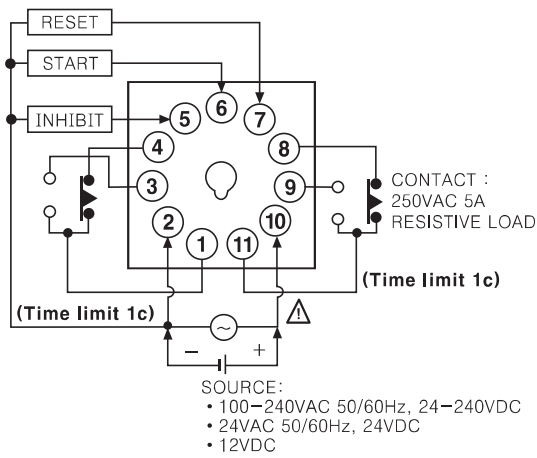 RESET
START
INHIBIT
6
5
7
4
8
3
9
2
10
1
11
CONTACT :
250VAC 5A
RESISTIVE LOAD
(Time limit 1c)
(Time limit 1c)
~
!
− +
SOURCE:
• 100−240VAC 50/60Hz, 24−240VDC
• 24VAC 50/60Hz, 24VDC
• 12VDC